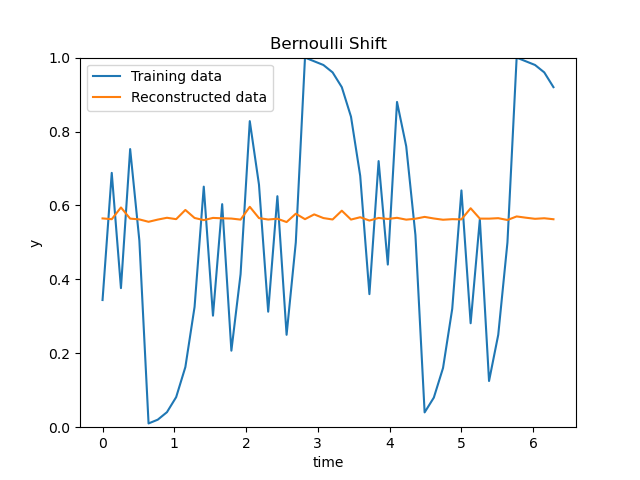 Bernoulli Shift
Training data
Reconstructed data
1.0
0.8
0.6
0.4
0.2
0.0
y
0 1 2 3 4 5 6
time